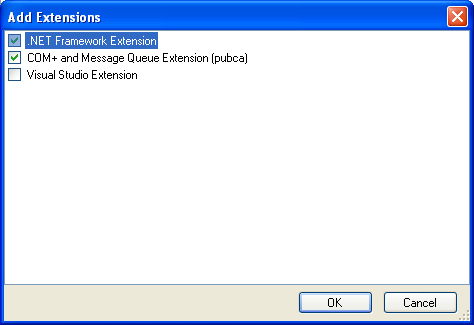 Add Extensions
.NET Framework Extension
COM+ and Message Queue Extension (pubca)
Visual Studio Extension
OK
Cancel